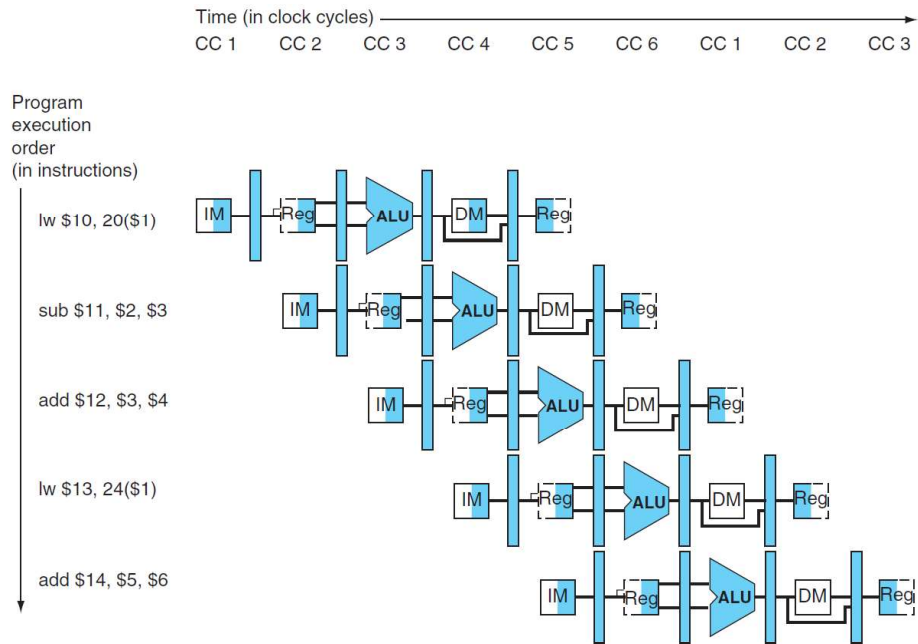 Time (in clock cycles)
CC 1 CC 2 CC 3 CC 4 CC 5 CC 6 CC 1 CC 2 CC 3
Program
execution
order
(in instructions)
lw $10, 20($1)
IM Reg ALU DM Reg
sub $11, $2, $3
IM Reg ALU DM Reg
add $12, $3, $4
IM Reg ALU DM Reg
lw $13, 24($1)
IM Reg ALU DM Reg
add $14, $5, $6
IM Reg ALU DM Reg